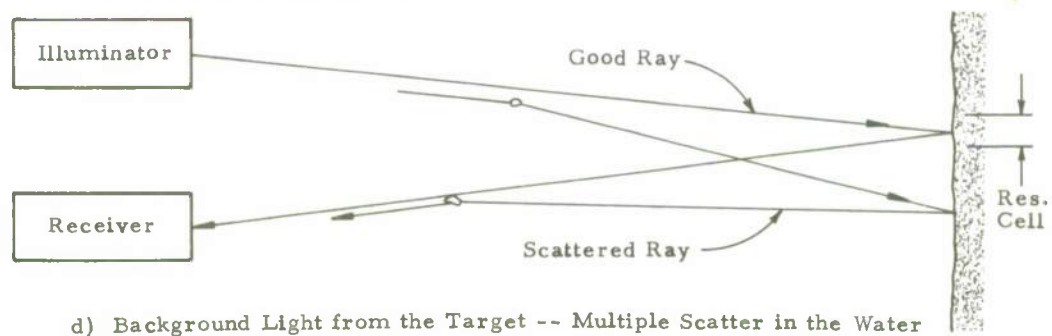 Illuminator
Good Ray
Res.
Cell
Receiver
Scattered Ray
d) Background Light from the Target -- Multiple Scatter in the Water